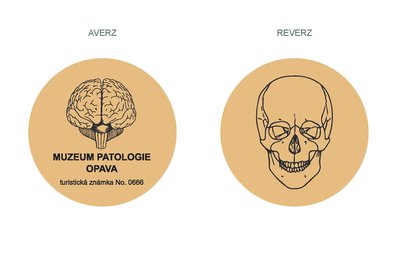 AVERZ
REVERZ
MUZEUM PATOLOGIE
OPAVA
turistická známka No. 0666